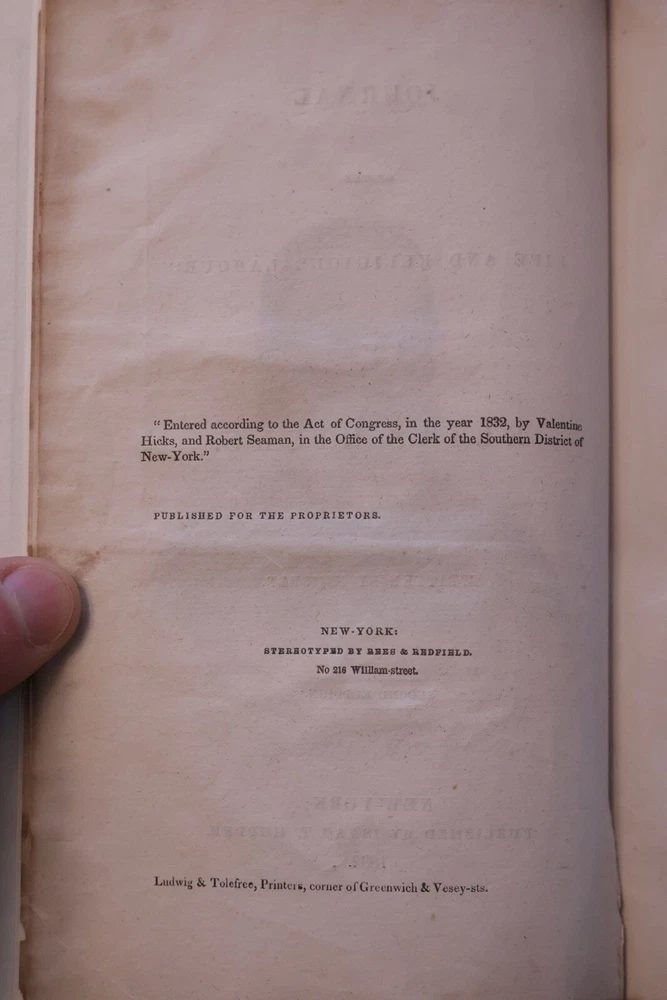 “Entered according to the Act of Congress, in the year 1832, by Valentine
Hicks, and Robert Seaman, in the Office of the Clerk of the Southern District of
New-York.”
PUBLISHED FOR THE PROPRIETORS.
NEW-YORK:
STEREOTYPED BY REES & REDFIELD.
No 216 William-street.
Ludwig & Tolefree, Printers, corner of Greenwich & Vesey-sts.